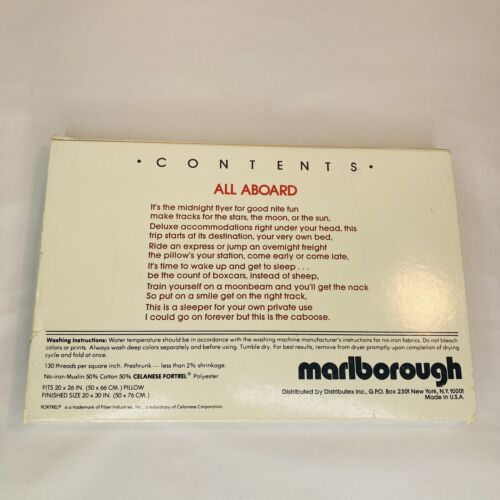 • CONTENTS •
ALL ABOARD
It's the midnight flyer for good nite fun
make tracks for the stars, the moon, or the sun,
Deluxe accommodations right under your head, this
trip starts at its destination, your very own bed,
Ride an express or jump an overnight freight
the pillow's your station, come early or come late,
It's time to wake up and get to sleep . . .
be the count of boxcars, instead of sheep,
Train yourself on a moonbeam and you'll get the nack
So put on a smile get on the right track,
This is a sleeper for your own private use
I could go on forever but this is the caboose.
Washing Instructions: Water temperature should be in accordance with the washing machine manufacturer's instructions for no-iron fabrics. Do not bleach
colors or prints. Always wash deep colors separately and before using. Tumble dry. For best results, remove from dryer promptly upon completion of drying
cycle and fold at once.
130 threads per square inch. Preshrunk — less than 2% shrinkage.
No-iron Muslin 50% Cotton 50% CELANESE FORTREL® Polyester
FITS 20 x 26 IN. (50 x 66 CM.) PILLOW
FINISHED SIZE 20 x 30 IN. (50 x 76 CM.)
FORTREL® is a trademark of Fiber Industries, Inc., a subsidiary of Celanese Corporation.
marlborough
Distributed by Distributex Inc., G.P.O. Box 2301 New York, N.Y. 10001
Made in U.S.A.